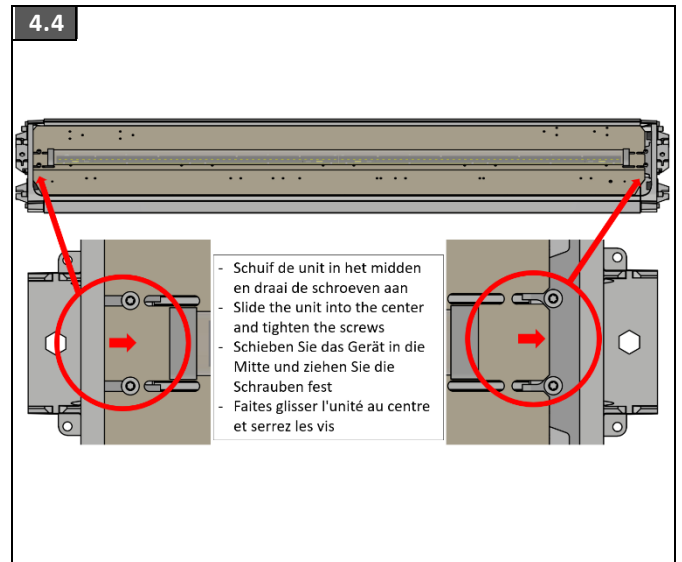 4.4
- Schuif de unit in het midden
en draai de schroeven aan
- Slide the unit into the center
and tighten the screws
- Schieben Sie das Gerät in die
Mitte und ziehen Sie die
Schrauben fest
- Faites glisser l'unité au centre
et serrez les vis